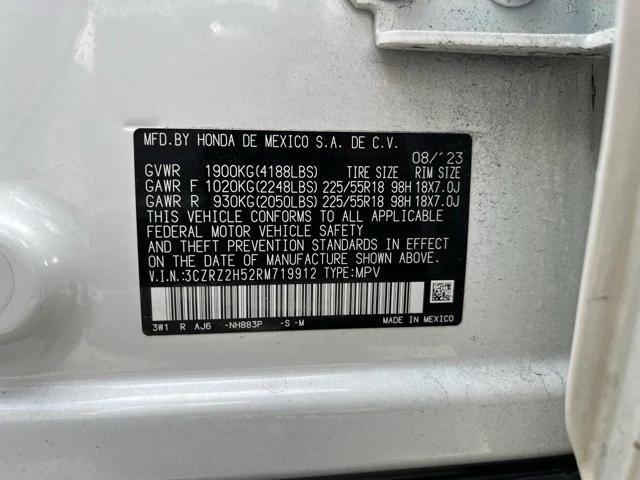 MFD.BY HONDA DE MEXICO S.A. DE C.V.
08/'23
GVWR 1900KG(4188LBS) TIRE SIZE RIM SIZE
GAWR F 1020KG(2248LBS) 225/55R18 98H 18X7.0J
GAWR R 930KG(2050LBS) 225/55R18 98H 18X7.0J
THIS VEHICLE CONFORMS TO ALL APPLICABLE
FEDERAL MOTOR VEHICLE SAFETY
AND THEFT PREVENTION STANDARDS IN EFFECT
ON THE DATE OF MANUFACTURE SHOWN ABOVE.
V.I.N.:3CZRZ2H52RM719912 TYPE:MPV
3W1 R AJ6 -NH883P -S -M MADE IN MEXICO